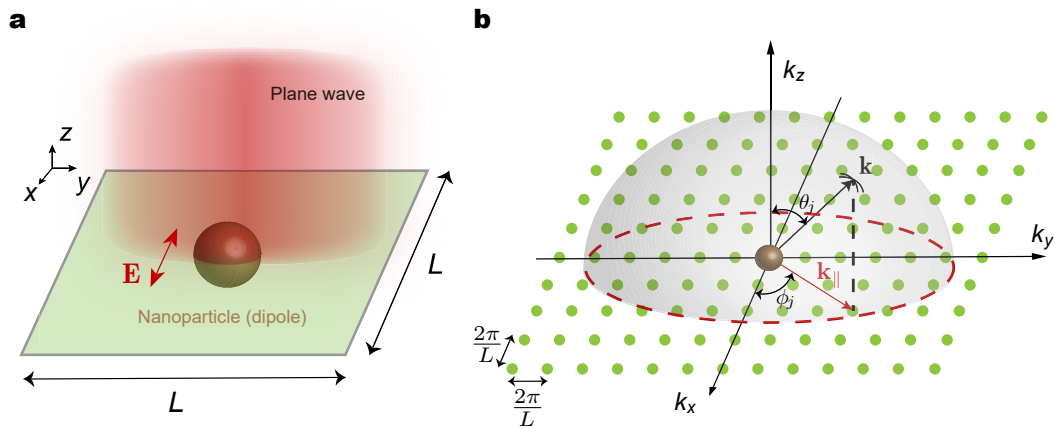 a
Plane wave
z
x
y
E
Nanoparticle (dipole)
L
L
b
k_z
k
θ_j
k_y
k_∥
ϕ_j
2π
L
2π
L
k_x